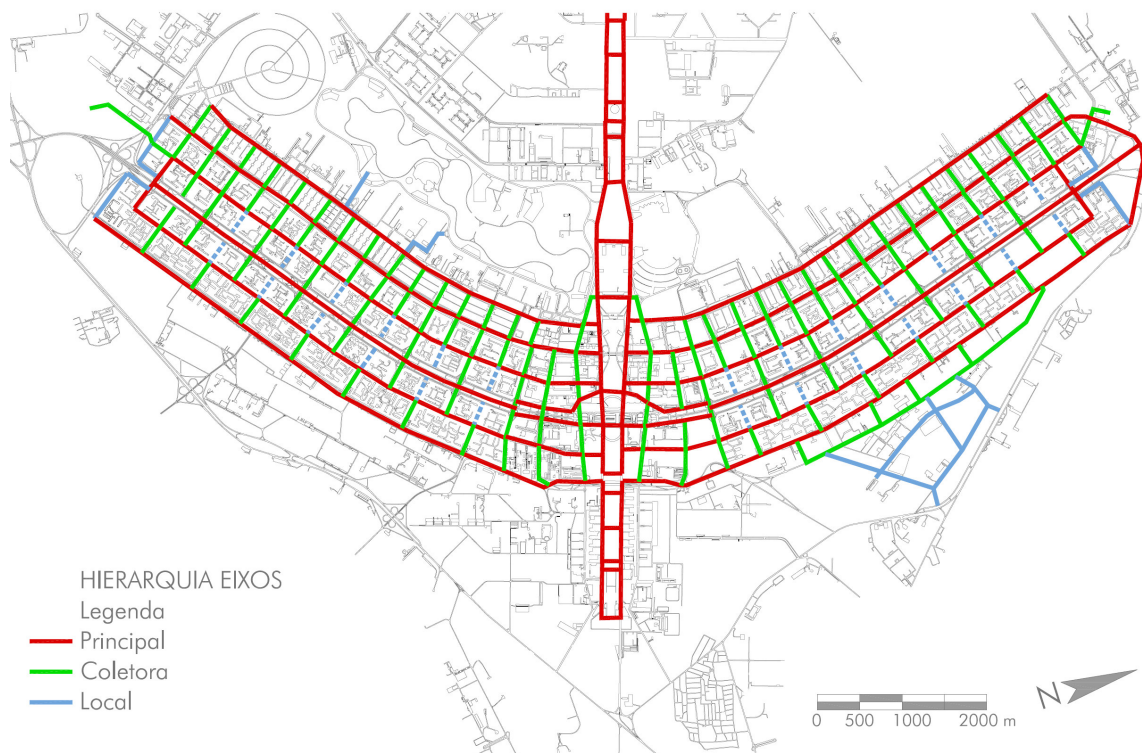 HIERARQUIA EIXOS
Legenda
Principal
Coletora
Local
0 500 1000 2000 m
N